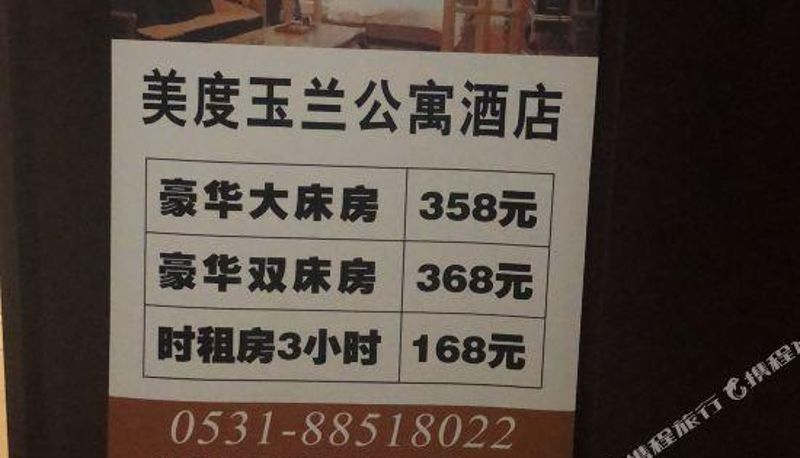 美度玉兰公寓酒店
豪华大床房 358元
豪华双床房 368元
时租房3小时 168元
0531-88518022
携程旅行 携程